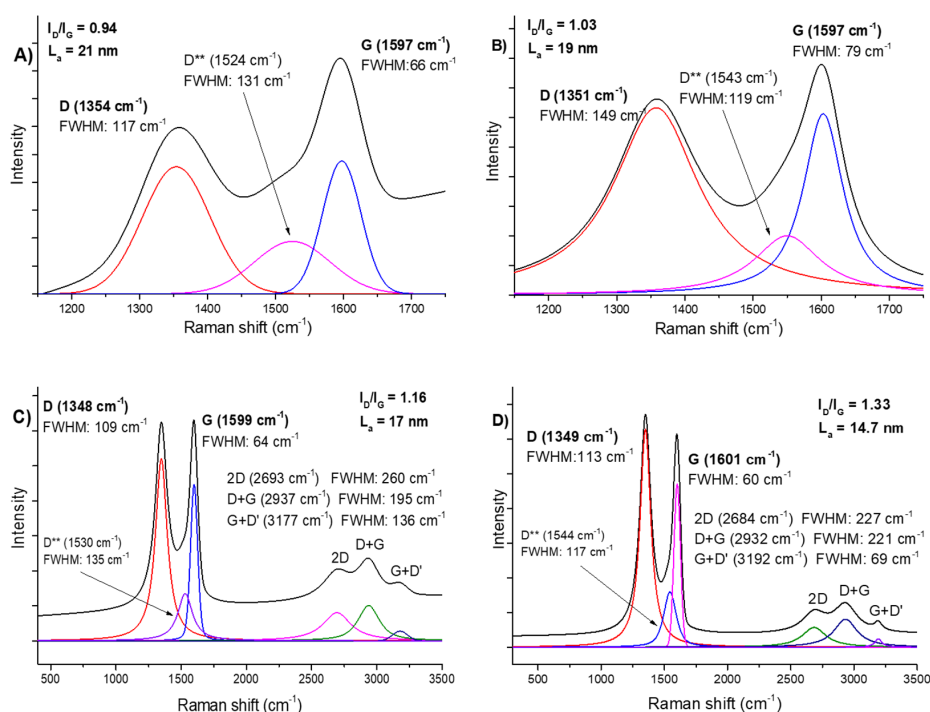 A)
I_D/I_G = 0.94
L_a = 21 nm
D (1354 cm⁻¹)
FWHM: 117 cm⁻¹
D** (1524 cm⁻¹)
FWHM: 131 cm⁻¹
G (1597 cm⁻¹)
FWHM:66 cm⁻¹
Intensity
1200 1300 1400 1500 1600 1700
Raman shift (cm⁻¹)
B)
I_D/I_G = 1.03
L_a = 19 nm
D (1351 cm⁻¹)
FWHM: 149 cm⁻¹
D** (1543 cm⁻¹)
FWHM:119 cm⁻¹
G (1597 cm⁻¹)
FWHM: 79 cm⁻¹
Intensity
1200 1300 1400 1500 1600 1700
Raman shift (cm⁻¹)
C)
D (1348 cm⁻¹)
FWHM: 109 cm⁻¹
I_D/I_G = 1.16
L_a = 17 nm
G (1599 cm⁻¹)
FWHM: 64 cm⁻¹
2D (2693 cm⁻¹) FWHM: 260 cm⁻¹
D+G (2937 cm⁻¹) FWHM: 195 cm⁻¹
G+D' (3177 cm⁻¹) FWHM: 136 cm⁻¹
D** (1530 cm⁻¹)
FWHM: 135 cm⁻¹
2D
D+G
G+D'
Intensity
500 1000 1500 2000 2500 3000 3500
Raman shift (cm⁻¹)
D)
I_D/I_G = 1.33
L_a = 14.7 nm
D (1349 cm⁻¹)
FWHM:113 cm⁻¹
G (1601 cm⁻¹)
FWHM: 60 cm⁻¹
2D (2684 cm⁻¹) FWHM: 227 cm⁻¹
D+G (2932 cm⁻¹) FWHM: 221 cm⁻¹
G+D' (3192 cm⁻¹) FWHM: 69 cm⁻¹
D** (1544 cm⁻¹)
FWHM: 117 cm⁻¹
2D
D+G
G+D'
Intensity
500 1000 1500 2000 2500 3000 3500
Raman shift (cm⁻¹)